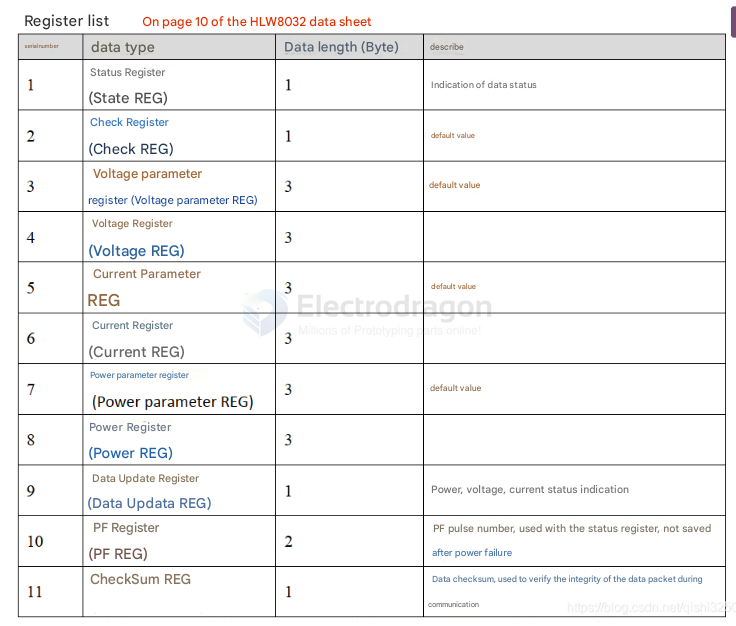 Register list On page 10 of the HLW8032 data sheet
serialnumber data type Data length (Byte) describe
1 Status Register (State REG) 1 Indication of data status
2 Check Register (Check REG) 1 default value
3 Voltage parameter register (Voltage parameter REG) 3 default value
4 Voltage Register (Voltage REG) 3
5 Current Parameter REG 3 default value
Electrodragon
Millions of Prototyping parts online!
6 Current Register (Current REG) 3
7 Power parameter register (Power parameter REG) 3 default value
8 Power Register (Power REG) 3
9 Data Update Register (Data Updata REG) 1 Power, voltage, current status indication
10 PF Register (PF REG) 2 PF pulse number, used with the status register, not saved after power failure
11 CheckSum REG 1 Data checksum, used to verify the integrity of the data packet during communication